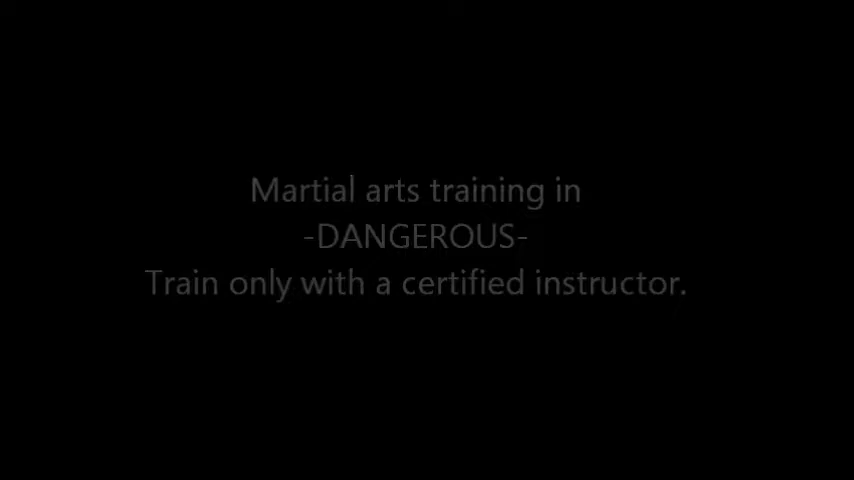 Martial arts training in
-DANGEROUS-
Train only with a certified instructor.